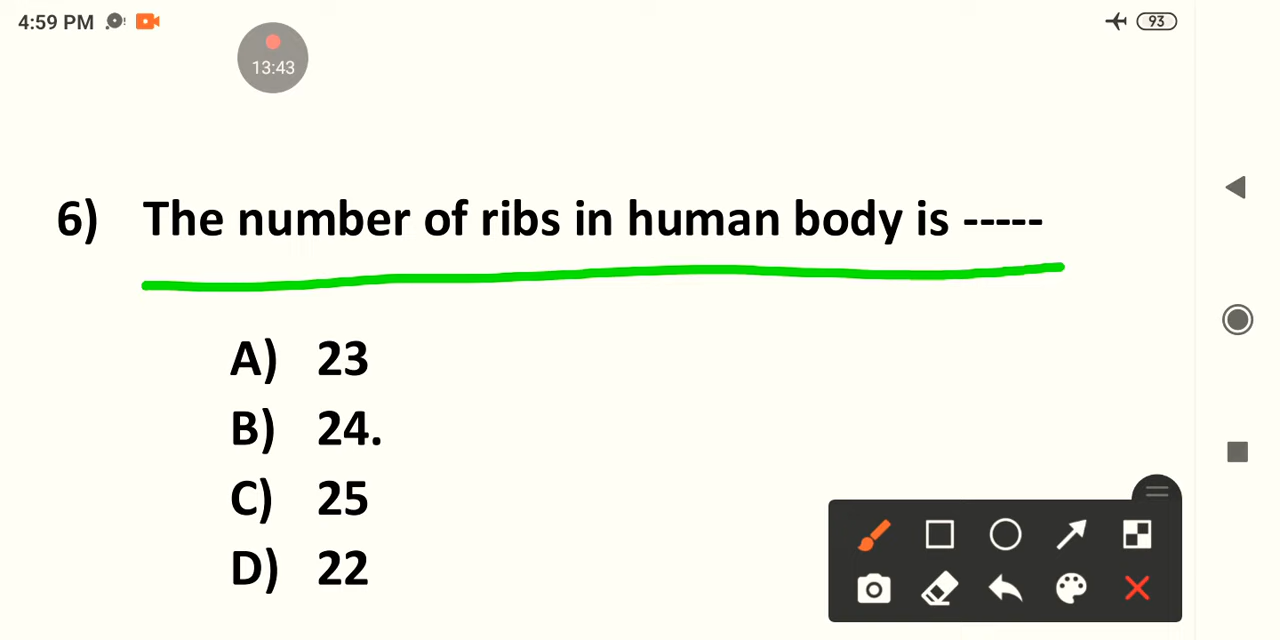 4:59 PM
93
13:43
6) The number of ribs in human body is -----
A) 23
B) 24.
C) 25
D) 22